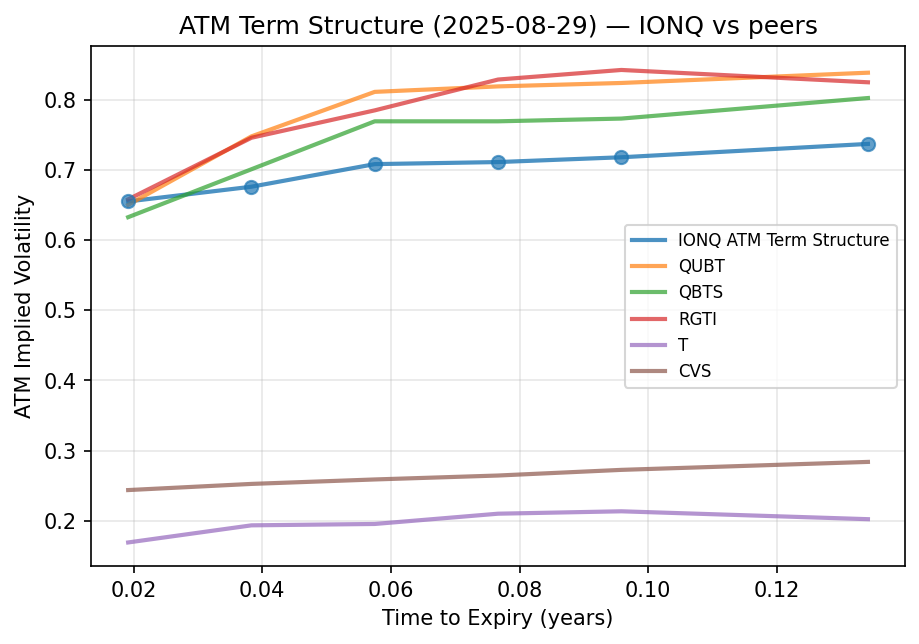 ATM Term Structure (2025-08-29) — IONQ vs peers
ATM Implied Volatility
0.8
0.7
0.6
0.5
0.4
0.3
0.2
IONQ ATM Term Structure
QUBT
QBTS
RGTI
T
CVS
0.02 0.04 0.06 0.08 0.10 0.12
Time to Expiry (years)